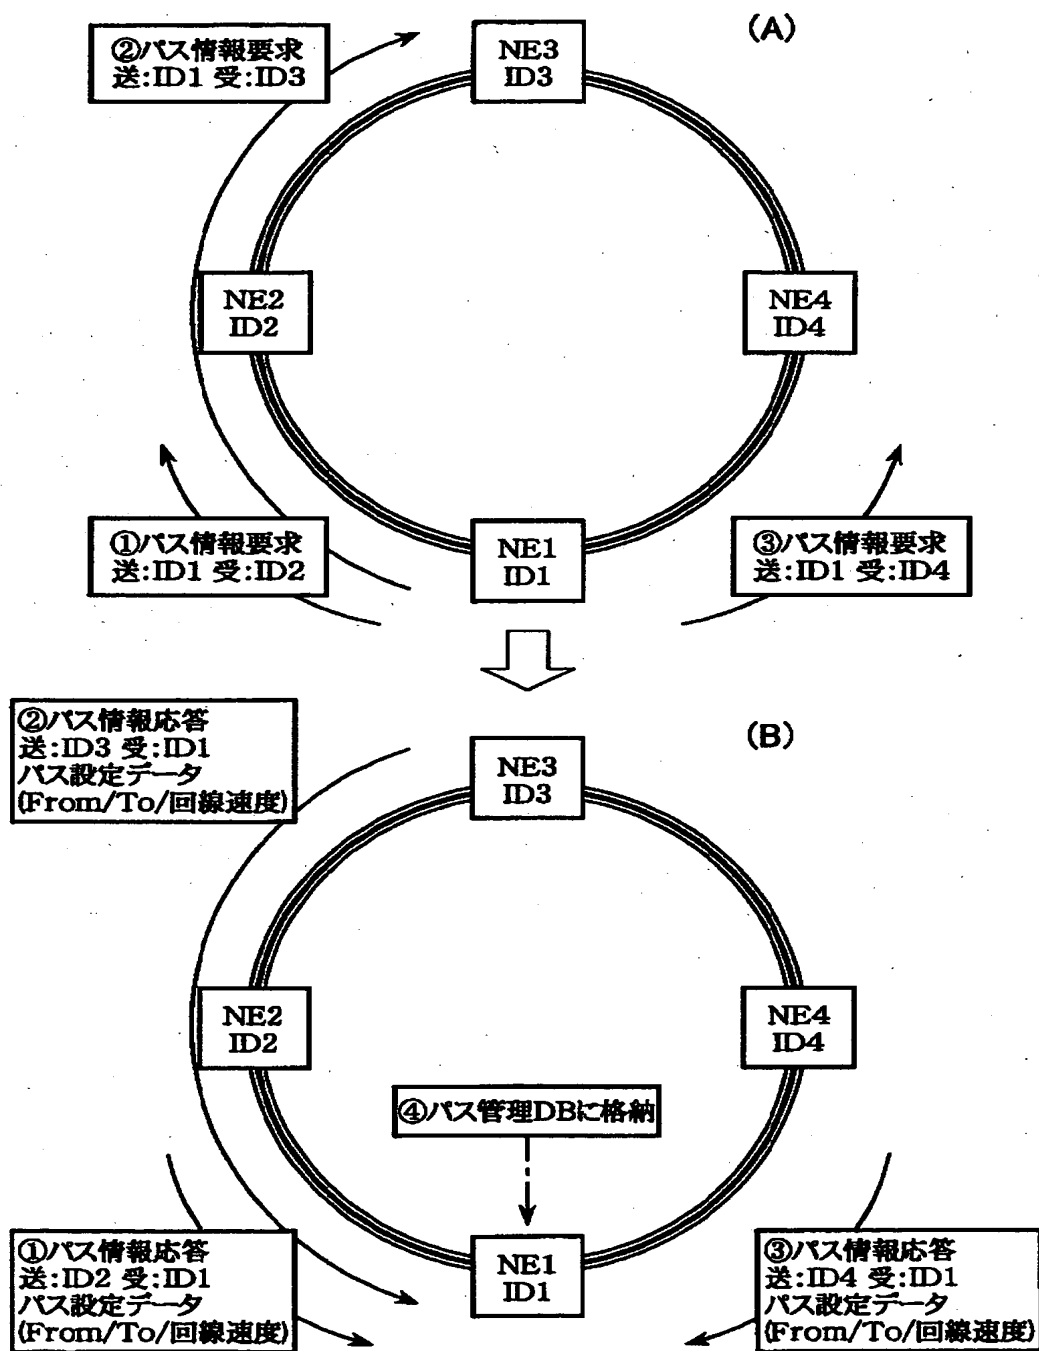 (A)
②パス情報要求
送:ID1 受:ID3
NE3
ID3
NE2
ID2
NE4
ID4
①パス情報要求
送:ID1 受:ID2
NE1
ID1
③パス情報要求
送:ID1 受:ID4
(B)
②パス情報応答
送:ID3 受:ID1
パス設定データ
(From/To/回線速度)
NE3
ID3
NE2
ID2
NE4
ID4
④パス管理DBに格納
①パス情報応答
送:ID2 受:ID1
パス設定データ
(From/To/回線速度)
NE1
ID1
③パス情報応答
送:ID4 受:ID1
パス設定データ
(From/To/回線速度)